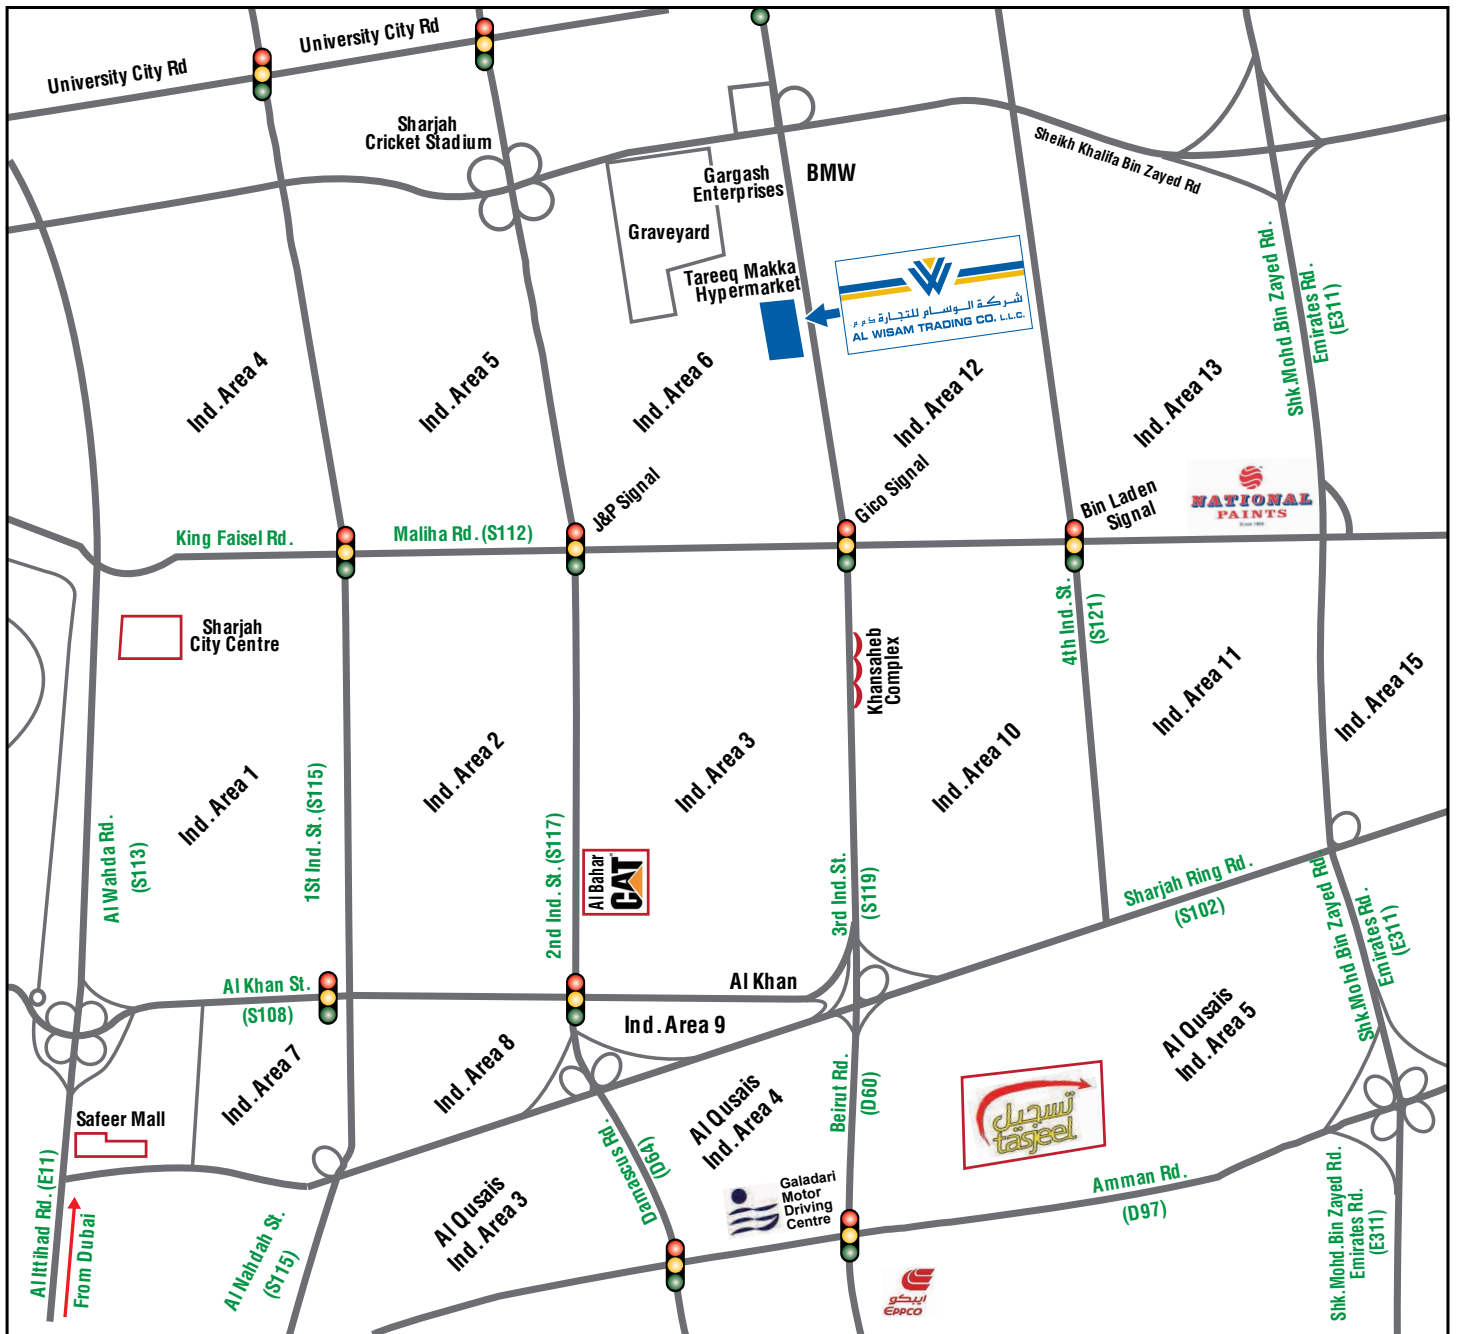 University City Rd
University City Rd
Sharjah
Cricket Stadium
Sheikh Khalifa Bin Zayed Rd
Gargash
Enterprises
BMW
Graveyard
Tareeq Makka
Hypermarket
شركة الوسام للتجارة ذ.م.م
AL WISAM TRADING CO. L.L.C.
Shk.Mohd.Bin Zayed Rd.
Emirates Rd.
(E311)
Ind. Area 4
Ind. Area 5
Ind. Area 6
Ind. Area 12
Ind. Area 13
J&P Signal
Gico Signal
Bin Laden
Signal
NATIONAL
PAINTS
King Faisel Rd.
Maliha Rd. (S112)
4th Ind. St.
(S121)
Sharjah
City Centre
Khansaheb
Complex
Ind. Area 1
Ind. Area 2
Ind. Area 3
Ind. Area 10
Ind. Area 11
Ind. Area 15
Al Wahda Rd.
(S113)
1St Ind. St. (S115)
2nd Ind. St. (S117)
Al Bahar
CAT
3rd Ind. St.
(S119)
Sharjah Ring Rd.
(S102)
Shk.Mohd.Bin Zayed Rd.
Emirates Rd.
(E311)
Al Khan St.
(S108)
Al Khan
Ind. Area 9
Ind. Area 7
Ind. Area 8
Al Qusais
Ind. Area 4
Beirut Rd.
(D60)
Al Qusais
Ind. Area 5
تسجيل
tasjeel
Safeer Mall
Damascus Rd.
(D64)
Al Qusais
Ind. Area 3
Galadari
Motor
Driving
Centre
Amman Rd.
(D97)
Al Ittihad Rd. (E11)
From Dubai
Al Nahdah St.
(S115)
ايبكو
EPPCO
Shk.Mohd.Bin Zayed Rd.
Emirates Rd.
(E311)